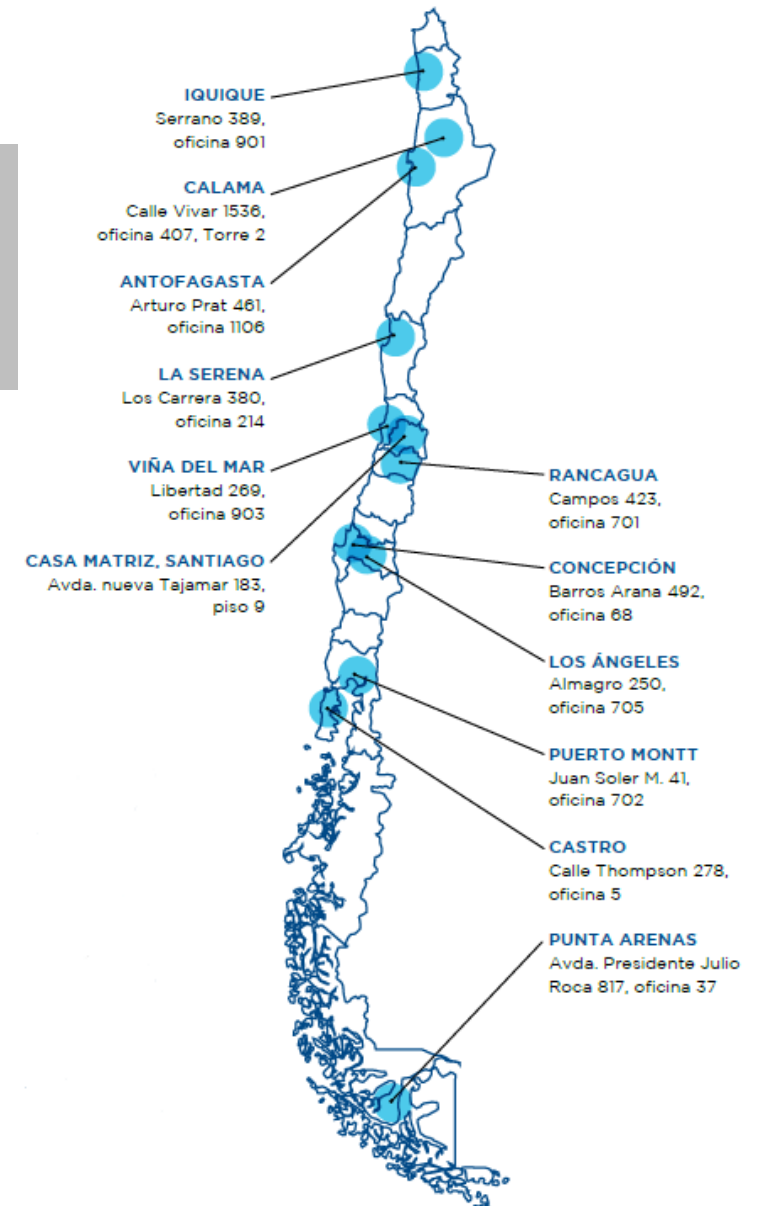 IQUIQUE
Serrano 389,
oficina 901
CALAMA
Calle Vivar 1536,
oficina 407, Torre 2
ANTOFAGASTA
Arturo Prat 461,
oficina 1106
LA SERENA
Los Carrera 380,
oficina 214
VIÑA DEL MAR
Libertad 269,
oficina 903
CASA MATRIZ, SANTIAGO
Avda. nueva Tajamar 183,
piso 9
RANCAGUA
Campos 423,
oficina 701
CONCEPCIÓN
Barros Arana 492,
oficina 68
LOS ÁNGELES
Almagro 250,
oficina 705
PUERTO MONTT
Juan Soler M. 41,
oficina 702
CASTRO
Calle Thompson 278,
oficina 5
PUNTA ARENAS
Avda. Presidente Julio
Roca 817, oficina 37